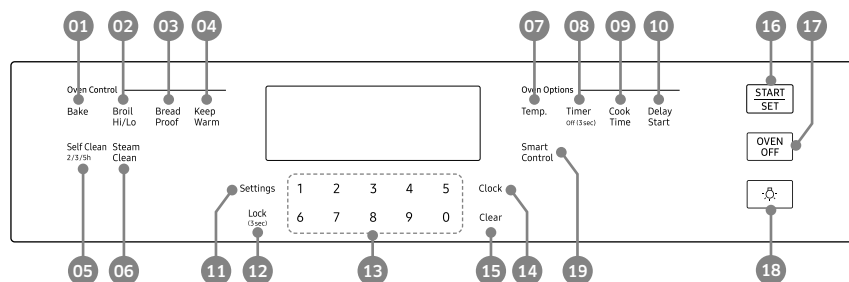 01 02 03 04 07 08 09 10 16 17
Oven Control Oven Options
Bake Broil Bread Keep Temp. Timer Cook Delay START
Hi/Lo Proof Warm Off (3 sec) Time Start SET
Self Clean Steam Smart OVEN
2/3/5h Clean Control OFF
Settings 1 2 3 4 5 Clock
Lock 6 7 8 9 0 Clear
(3 sec)
05 06 11 12 13 15 14 19 18